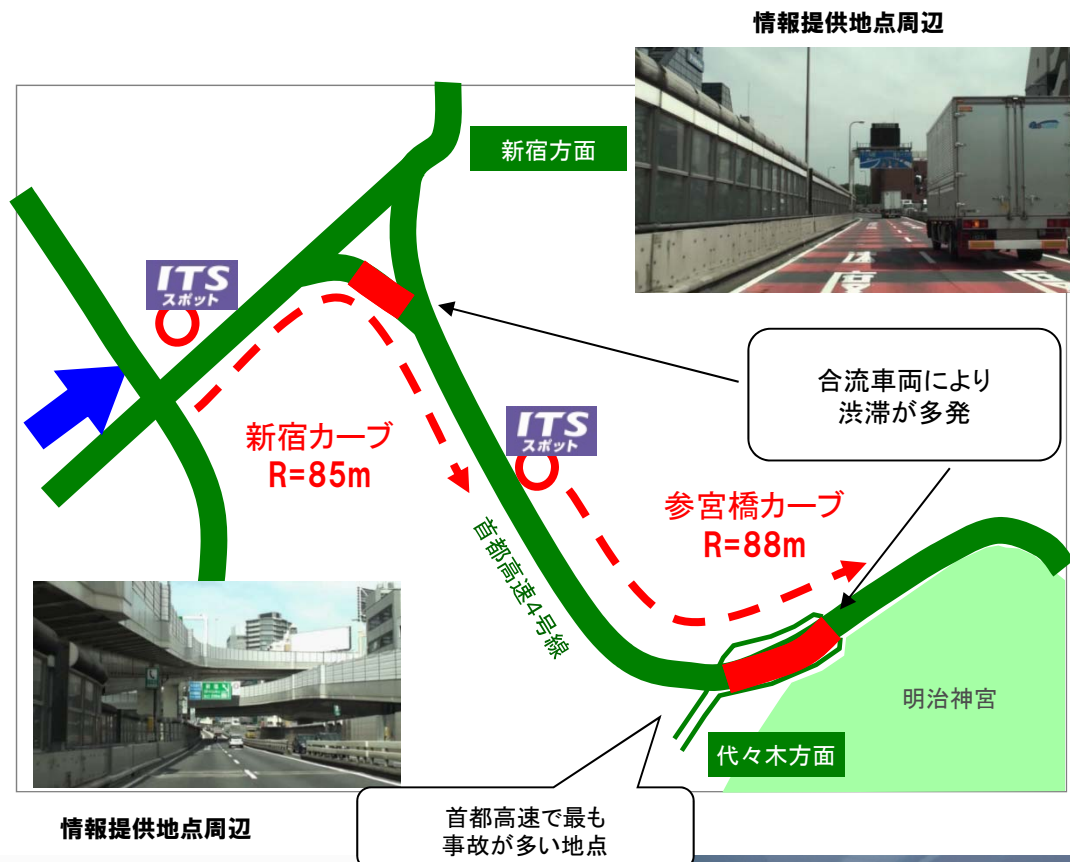 情報提供地点周辺
新宿方面
ITS
スポット
速度
合流車両により
渋滞が多発
新宿カーブ
R=85m
ITS
スポット
参宮橋カーブ
R=88m
首都高速4号線
明治神宮
代々木方面
首都高速で最も
事故が多い地点
情報提供地点周辺